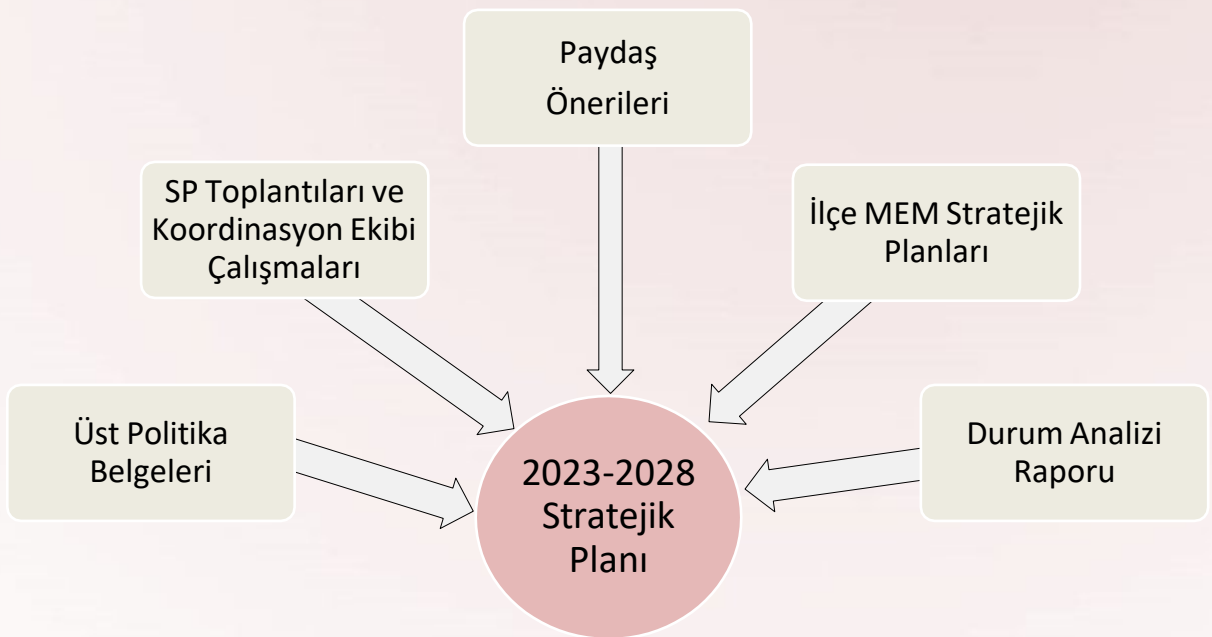 Paydaş
Önerileri
SP Toplantıları ve
Koordinasyon Ekibi
Çalışmaları
İlçe MEM Stratejik
Planları
Üst Politika
Belgeleri
2023-2028
Stratejik
Planı
Durum Analizi
Raporu